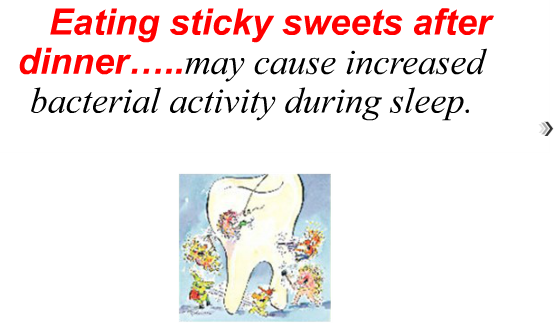 Eating sticky sweets after
dinner…..may cause increased
bacterial activity during sleep.